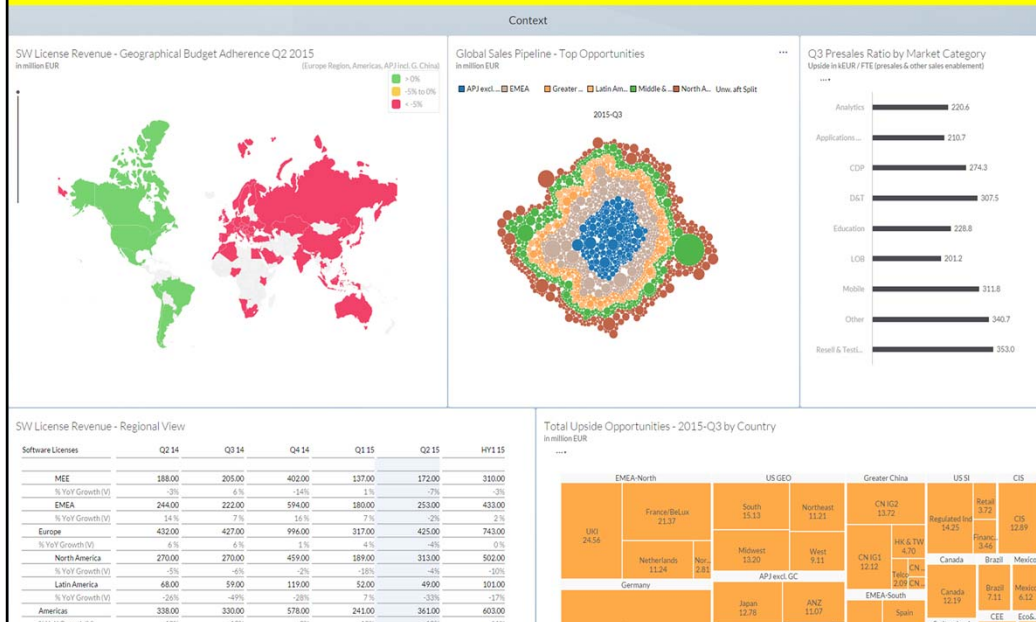 Context
SW License Revenue - Geographical Budget Adherence Q2 2015
in million EUR
(Europe Region, Americas, APJ incl. G. China)
> 0%
-5% to 0%
< -5%
Global Sales Pipeline - Top Opportunities
in million EUR
...
APJ excl. ... EMEA Greater ... Latin Am... Middle & ... North A... Unw. aft Split
2015-Q3
Q3 Presales Ratio by Market Category
Upside in kEUR / FTE (presales & other sales enablement)
Analytics 220.6
Applications ... 210.7
CDP 274.3
D&T 307.5
Education 228.8
LOB 201.2
Mobile 311.8
Other 340.7
Resell & Testi... 353.0
SW License Revenue - Regional View
Software Licenses Q2 14 Q3 14 Q4 14 Q1 15 Q2 15 HY1 15
MEE 188.00 205.00 402.00 137.00 172.00 310.00
% YoY Growth (V) -3% 6% -14% 1% -7% -3%
EMEA 244.00 222.00 594.00 180.00 253.00 433.00
% YoY Growth (V) 14% 7% 16% 7% -2% 2%
Europe 432.00 427.00 996.00 317.00 425.00 743.00
% YoY Growth (V) 6% 6% 1% 4% -4% 0%
North America 270.00 270.00 459.00 189.00 313.00 502.00
% YoY Growth (V) -5% -6% -2% -18% -4% -10%
Latin America 68.00 59.00 119.00 52.00 49.00 101.00
% YoY Growth (V) -26% -49% -28% 7% -33% -17%
Americas 338.00 330.00 578.00 241.00 361.00 603.00
Total Upside Opportunities - 2015-Q3 by Country
in million EUR
EMEA-North US GEO Greater China US SI CIS
UKI
24.56
France/BeLux
21.37
Netherlands
11.24
Nor...
2.81
South
15.13
Northeast
11.21
Midwest
13.20
West
9.11
CN IG2
13.72
CN IG1
12.12
HK & TW
4.70
Telco
2.09
CN ...
CN ...
Regulated Ind
14.25
Retail
3.72
Financ...
3.46
CIS
12.89
Germany
APJ excl. GC
Japan
12.78
ANZ
11.07
EMEA-South
Spain
Canada
Canada
12.19
Brazil
Brazil
7.11
Mexico
Mexico
6.12
CEE
Eco&